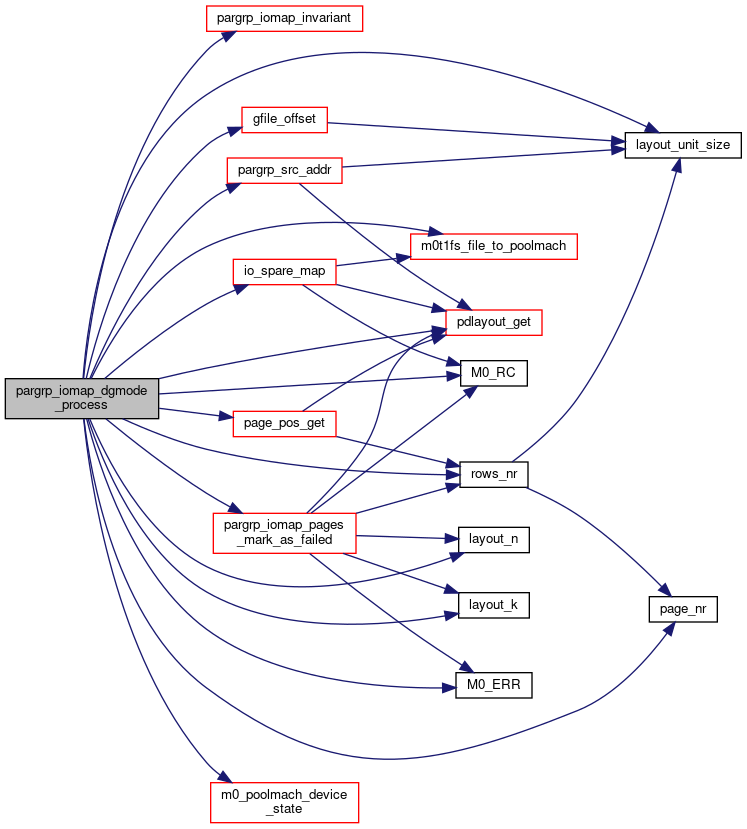 pargrp_iomap_invariant
gfile_offset
layout_unit_size
pargrp_src_addr
m0t1fs_file_to_poolmach
io_spare_map
pdlayout_get
M0_RC
pargrp_iomap_dgmode
_process
page_pos_get
rows_nr
pargrp_iomap_pages
_mark_as_failed
layout_n
layout_k
page_nr
M0_ERR
m0_poolmach_device
_state